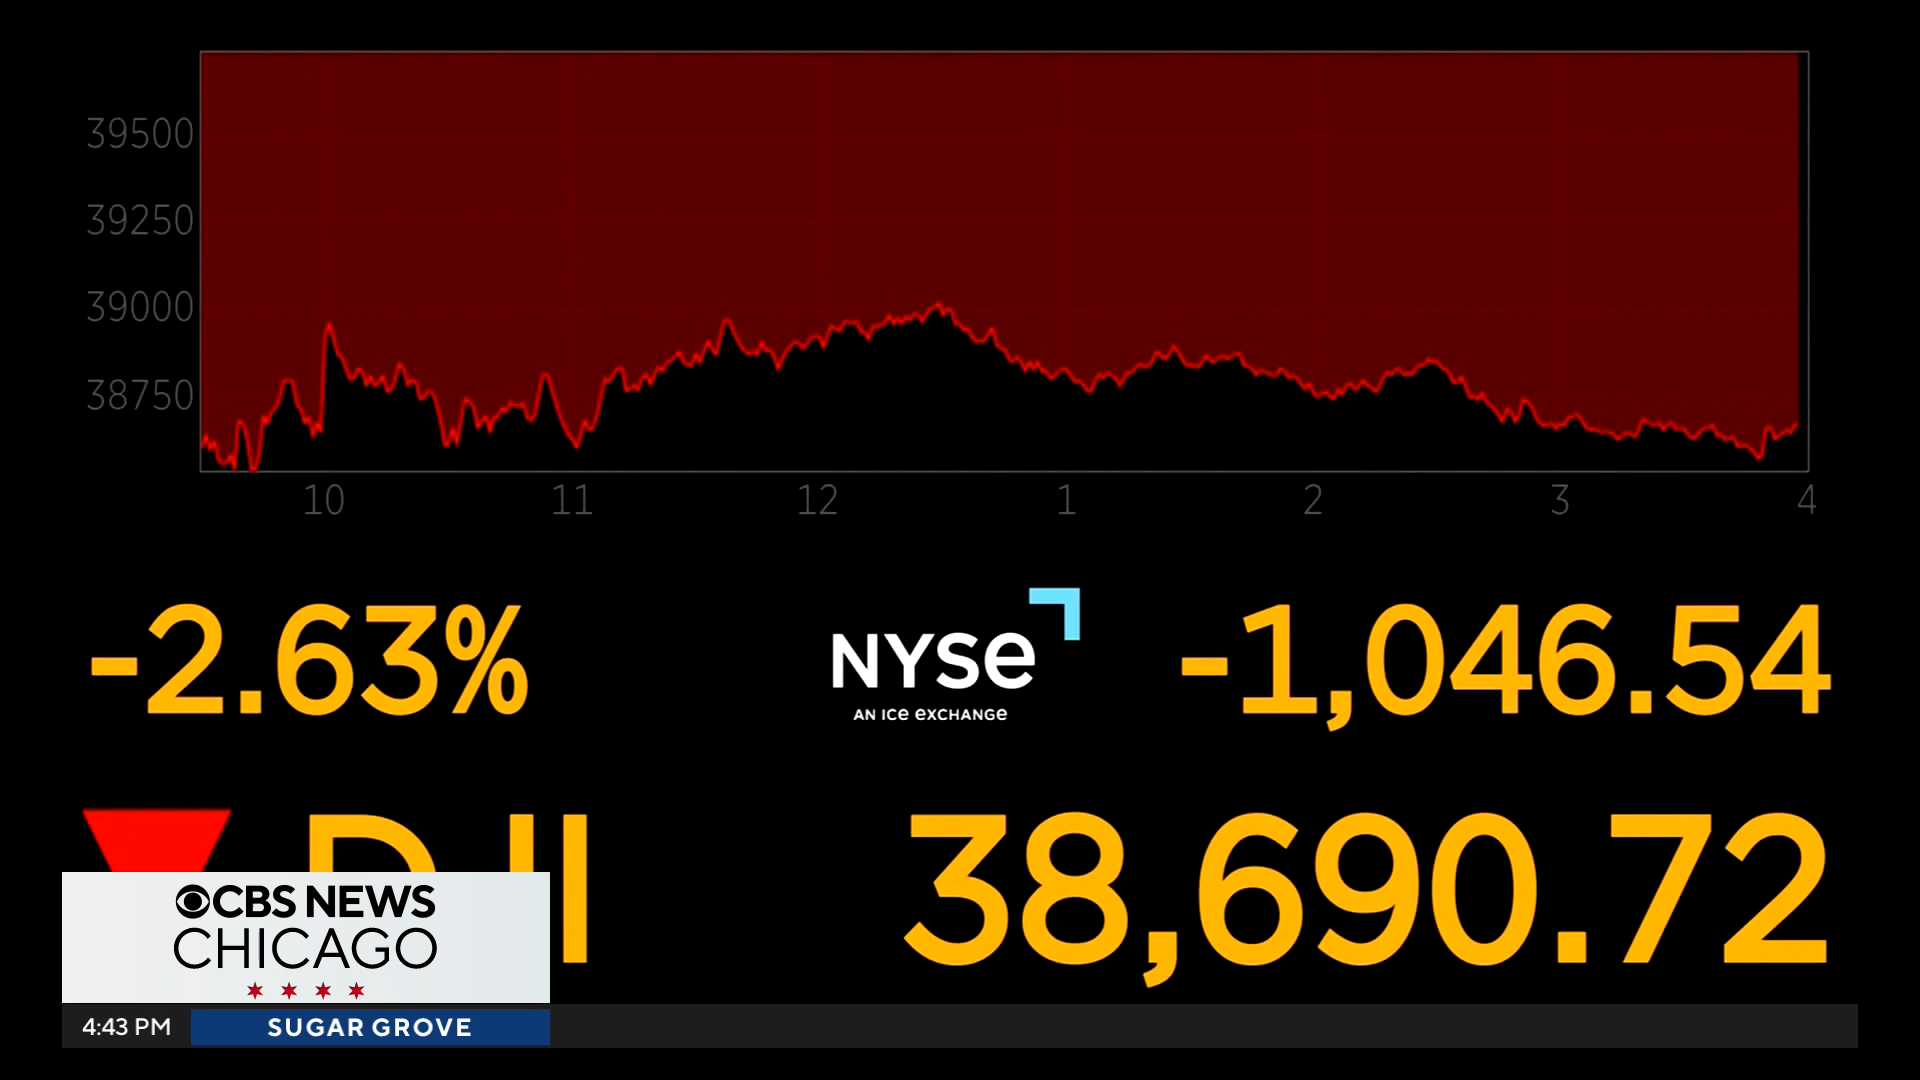 39500
39250
39000
38750
10 11 12 1 2 3 4
-2.63% NYSE -1,046.54
AN ICE EXCHANGE
38,690.72
CBS NEWS
CHICAGO
4:43 PM SUGAR GROVE